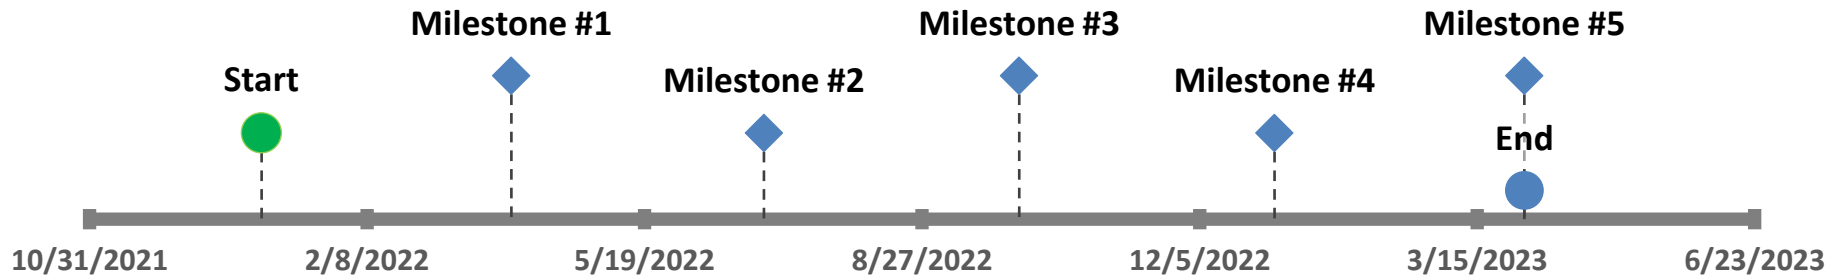 Milestone #1
Milestone #3
Milestone #5
Start
Milestone #2
Milestone #4
End
10/31/2021
2/8/2022
5/19/2022
8/27/2022
12/5/2022
3/15/2023
6/23/2023